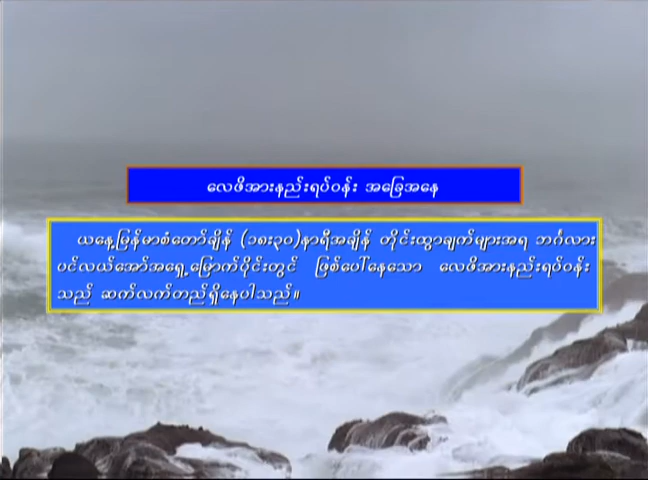 လေဖိအားနည်းရပ်ဝန်း အခြေအနေ
ယနေ့မြန်မာစံတော်ချိန် (၁၈း၃၀)နာရီအချိန် တိုင်းထွာချက်များအရ ဘင်္ဂလား
ပင်လယ်အော်အရှေ့မြောက်ပိုင်းတွင် ဖြစ်ပေါ်နေသော လေဖိအားနည်းရပ်ဝန်း
သည် ဆက်လက်တည်ရှိနေပါသည်။